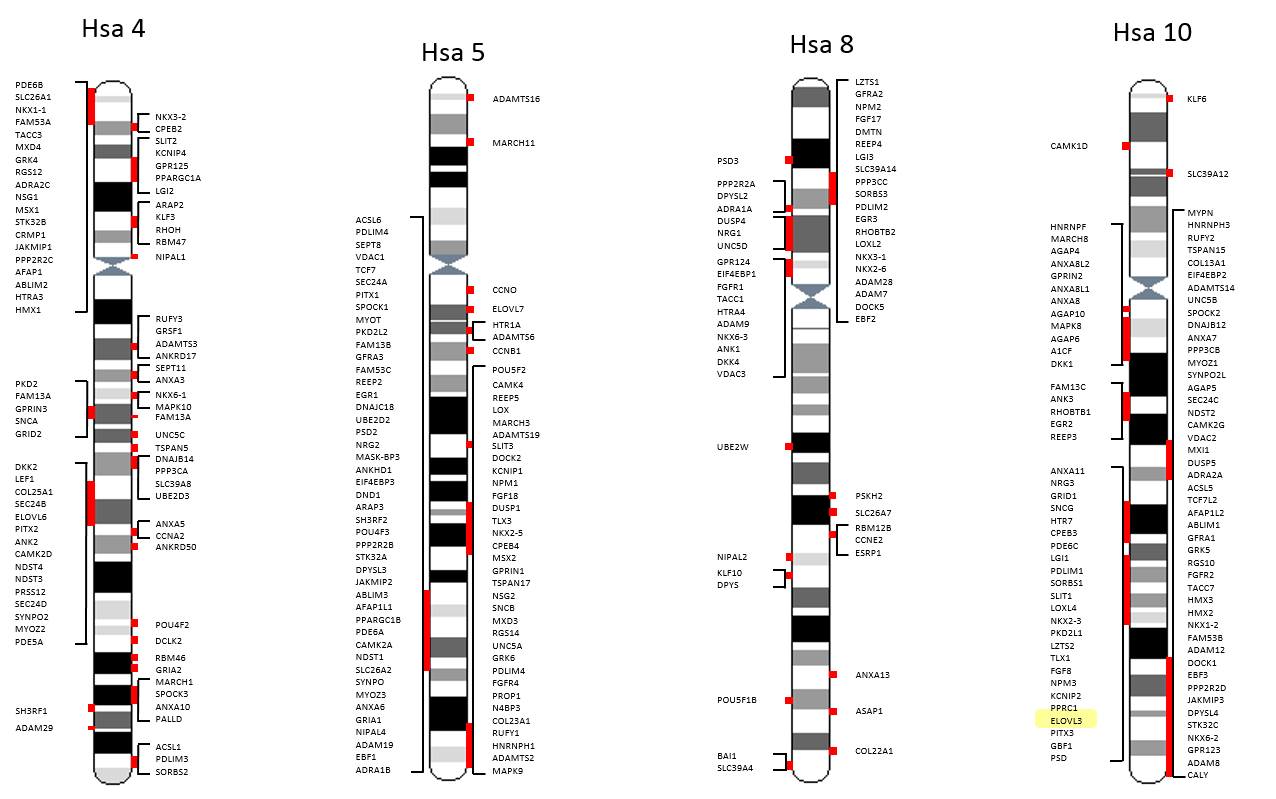 Hsa 4
PDE6B
SLC26A1
NKX1-1
FAM53A
TACC3
MXD4
GRK4
RGS12
ADRA2C
NSG1
MSX1
STK32B
CRMP1
JAKMIP1
PPP2R2C
AFAP1
ABLIM2
HTRA3
HMX1
PKD2
FAM13A
GPRIN3
SNCA
GRID2
DKK2
LEF1
COL25A1
SEC24B
ELOVL6
PITX2
ANK2
CAMK2D
NDST4
NDST3
PRSS12
SEC24D
SYNPO2
MYOZ2
PDE5A
SH3RF1
ADAM29
NKX3-2
CPEB2
SLIT2
KCNIP4
GPR125
PPARGC1A
LGI2
ARAP2
KLF3
RHOH
RBM47
NIPAL1
RUFY3
GRSF1
ADAMTS3
ANKRD17
SEPT11
ANXA3
NKX6-1
MAPK10
FAM13A
UNC5C
TSPAN5
DNAJB14
PPP3CA
SLC39A8
UBE2D3
ANXA5
CCNA2
ANKRD50
POU4F2
DCLK2
RBM46
GRIA2
MARCH1
SPOCK3
ANXA10
PALLD
ACSL1
PDLIM3
SORBS2
Hsa 5
ACSL6
PDLIM4
SEPT8
VDAC1
TCF7
SEC24A
PITX1
SPOCK1
MYOT
PKD2L2
FAM13B
GFRA3
FAM53C
REEP2
EGR1
DNAJC18
UBE2D2
PSD2
NRG2
MASK-BP3
ANKHD1
EIF4EBP3
DND1
ARAP3
SH3RF2
POU4F3
PPP2R2B
STK32A
DPYSL3
JAKMIP2
ABLIM3
AFAP1L1
PPARGC1B
PDE6A
CAMK2A
NDST1
SLC26A2
SYNPO
MYOZ3
ANXA6
GRIA1
NIPAL4
ADAM19
EBF1
ADRA1B
ADAMTS16
MARCH11
CCNO
ELOVL7
HTR1A
ADAMTS6
CCNB1
POU5F2
CAMK4
REEP5
LOX
MARCH3
ADAMTS19
SLIT3
DOCK2
KCNIP1
NPM1
FGF18
DUSP1
TLX3
NKX2-5
CPEB4
MSX2
GPRIN1
TSPAN17
NSG2
SNCB
MXD3
RGS14
UNC5A
GRK6
PDLIM4
FGFR4
PROP1
N4BP3
COL23A1
RUFY1
HNRNPH1
ADAMTS2
MAPK9
Hsa 8
PSD3
PPP2R2A
DPYSL2
ADRA1A
DUSP4
NRG1
UNC5D
GPR124
EIF4EBP1
FGFR1
TACC1
HTRA4
ADAM9
NKX6-3
ANK1
DKK4
VDAC3
UBE2W
NIPAL2
KLF10
DPYS
POU5F1B
BAI1
SLC39A4
LZTS1
GFRA2
NPM2
FGF17
DMTN
REEP4
LGI3
SLC39A14
PPP3CC
SORBS3
PDLIM2
EGR3
RHOBTB2
LOXL2
NKX3-1
NKX2-6
ADAM28
ADAM7
DOCK5
EBF2
PSKH2
SLC26A7
RBM12B
CCNE2
ESRP1
ANXA13
ASAP1
COL22A1
Hsa 10
CAMK1D
HNRNPF
MARCH8
AGAP4
ANXA8L2
GPRIN2
ANXA8L1
ANXA8
AGAP10
MAPK8
AGAP6
A1CF
DKK1
FAM13C
ANK3
RHOBTB1
EGR2
REEP3
ANXA11
NRG3
GRID1
SNCG
HTR7
CPEB3
PDE6C
LGI1
PDLIM1
SORBS1
SLIT1
LOXL4
NKX2-3
PKD2L1
LZTS2
TLX1
FGF8
NPM3
KCNIP2
PPRC1
ELOVL3
PITX3
GBF1
PSD
KLF6
SLC39A12
MYPN
HNRNPH3
RUFY2
TSPAN15
COL13A1
EIF4EBP2
ADAMTS14
UNC5B
SPOCK2
DNAJB12
ANXA7
PPP3CB
MYOZ1
SYNPO2L
AGAP5
SEC24C
NDST2
CAMK2G
VDAC2
MXI1
DUSP5
ADRA2A
ACSL5
TCF7L2
AFAP1L2
ABLIM1
GFRA1
GRK5
RGS10
FGFR2
TACC7
HMX3
HMX2
NKX1-2
FAM53B
ADAM12
DOCK1
EBF3
PPP2R2D
JAKMIP3
DPYSL4
STK32C
NKX6-2
GPR123
ADAM8
CALY